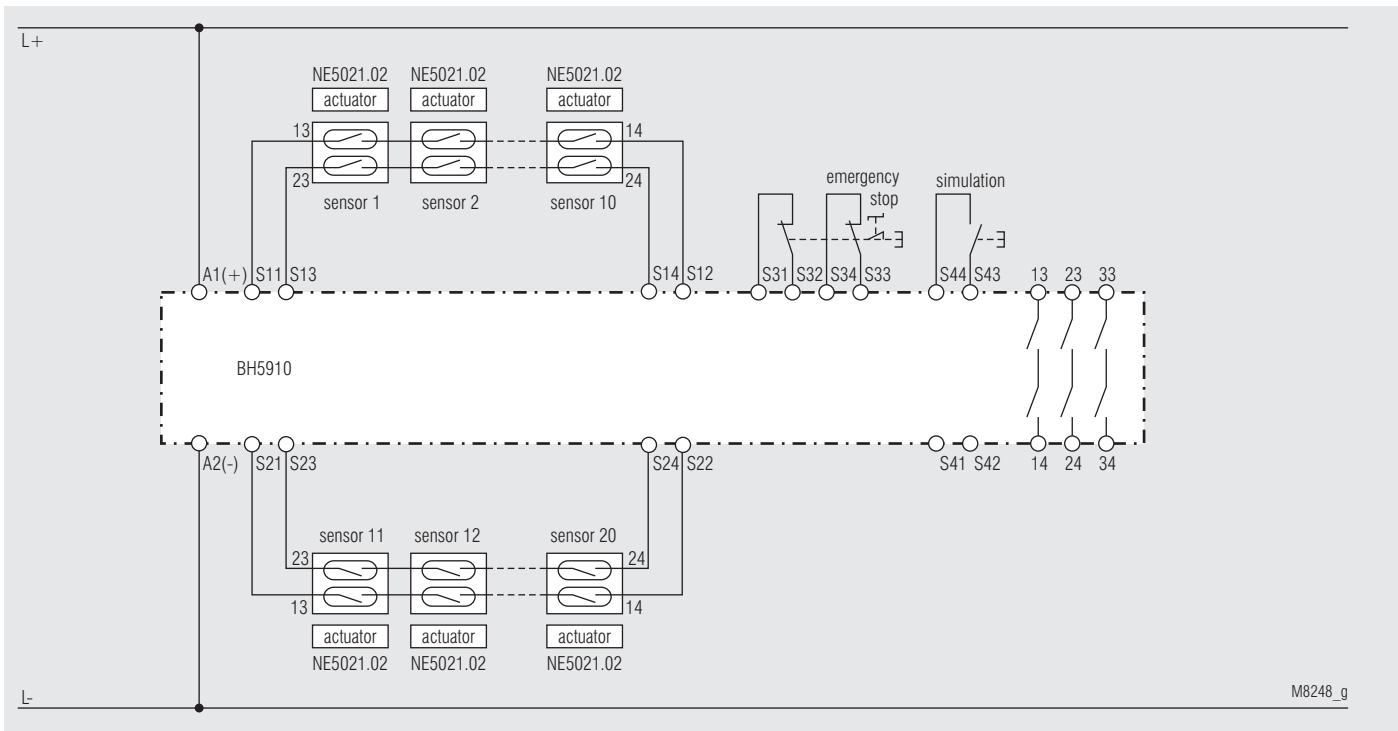 L+
NE5021.02 NE5021.02 NE5021.02
actuator actuator actuator
13 14
23 24
sensor 1 sensor 2 sensor 10
emergency
stop
simulation
A1(+) S11 S13 S14 S12 S31 S32 S34 S33 S44 S43 13 23 33
BH5910
A2(-) S21 S23 S24 S22 S41 S42 14 24 34
sensor 11 sensor 12 sensor 20
23 24
13 14
actuator actuator actuator
NE5021.02 NE5021.02 NE5021.02
L-
M8248_g